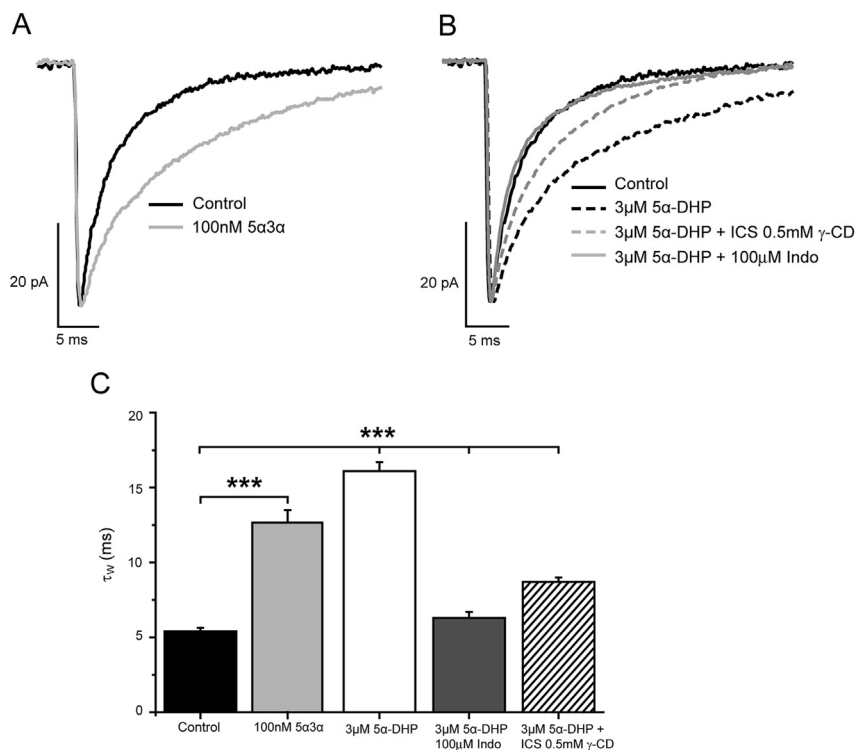 A
Control
100nM 5α3α
20 pA
5 ms
B
Control
3µM 5α-DHP
3µM 5α-DHP + ICS 0.5mM γ-CD
3µM 5α-DHP + 100µM Indo
20 pA
5 ms
C
20
15
10
5
0
τw (ms)
***
***
Control
100nM 5α3α
3µM 5α-DHP
3µM 5α-DHP
100µM Indo
3µM 5α-DHP +
ICS 0.5mM γ-CD